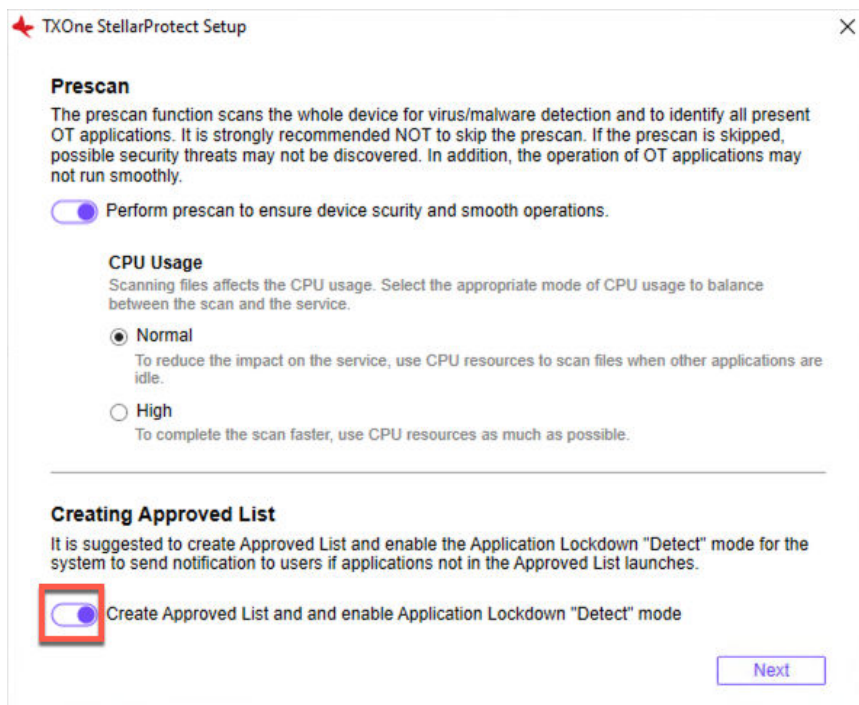 TXOne StellarProtect Setup
Prescan
The prescan function scans the whole device for virus/malware detection and to identify all present
OT applications. It is strongly recommended NOT to skip the prescan. If the prescan is skipped,
possible security threats may not be discovered. In addition, the operation of OT applications may
not run smoothly.
Perform prescan to ensure device scurity and smooth operations.
CPU Usage
Scanning files affects the CPU usage. Select the appropriate mode of CPU usage to balance
between the scan and the service.
Normal
To reduce the impact on the service, use CPU resources to scan files when other applications are
idle.
High
To complete the scan faster, use CPU resources as much as possible.
Creating Approved List
It is suggested to create Approved List and enable the Application Lockdown "Detect" mode for the
system to send notification to users if applications not in the Approved List launches.
Create Approved List and and enable Application Lockdown "Detect" mode
Next